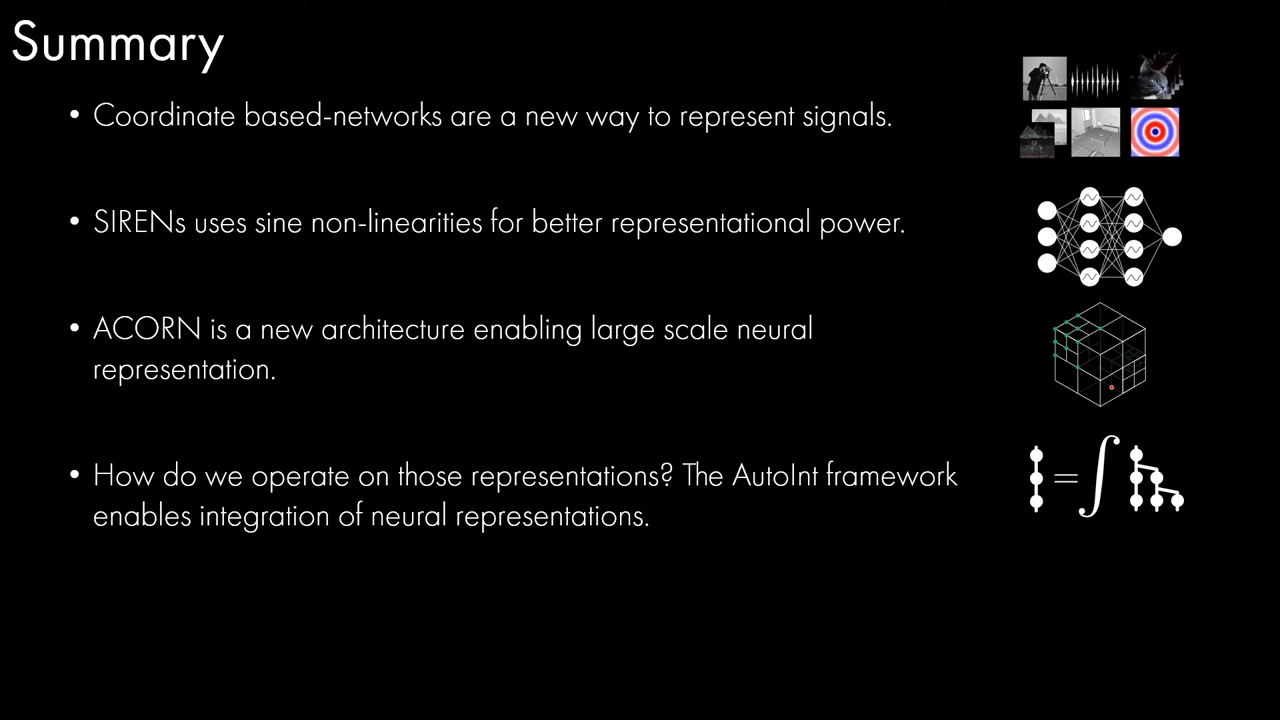 Summary
• Coordinate based-networks are a new way to represent signals.
• SIRENs uses sine non-linearities for better representational power.
• ACORN is a new architecture enabling large scale neural
representation.
• How do we operate on those representations? The AutoInt framework
enables integration of neural representations.
= ∫